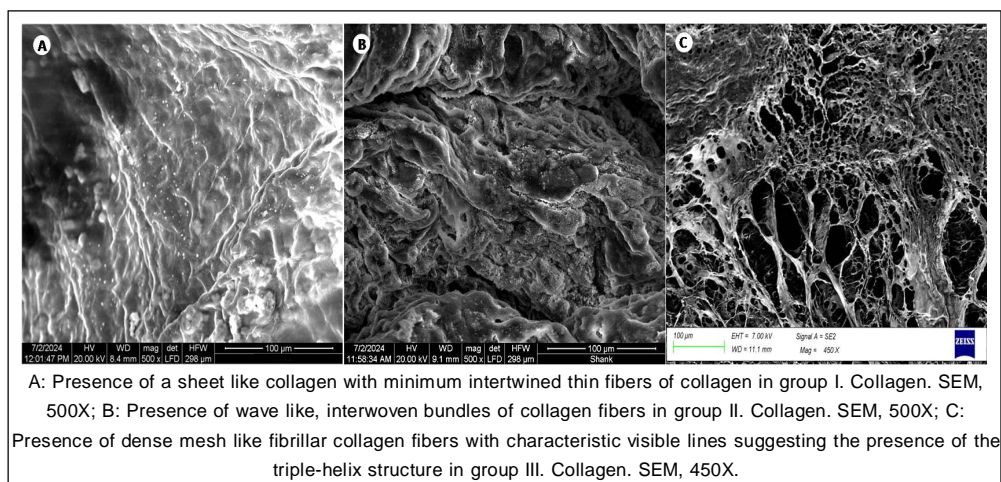 A
B
C
7/2/2024 HV WD mag det HFW 100 µm
12:01:47 PM 20.00 kV 8.4 mm 500 x LFD 298 µm
7/2/2024 HV WD mag det HFW 100 µm
11:58:34 AM 20.00 kV 9.1 mm 500 x LFD 298 µm Shank
100 µm EHT = 7.00 kV Signal A = SE2
WD = 11.1 mm Mag = 450 X
ZEISS
A: Presence of a sheet like collagen with minimum intertwined thin fibers of collagen in group I. Collagen. SEM,
500X; B: Presence of wave like, interwoven bundles of collagen fibers in group II. Collagen. SEM, 500X; C:
Presence of dense mesh like fibrillar collagen fibers with characteristic visible lines suggesting the presence of the
triple-helix structure in group III. Collagen. SEM, 450X.